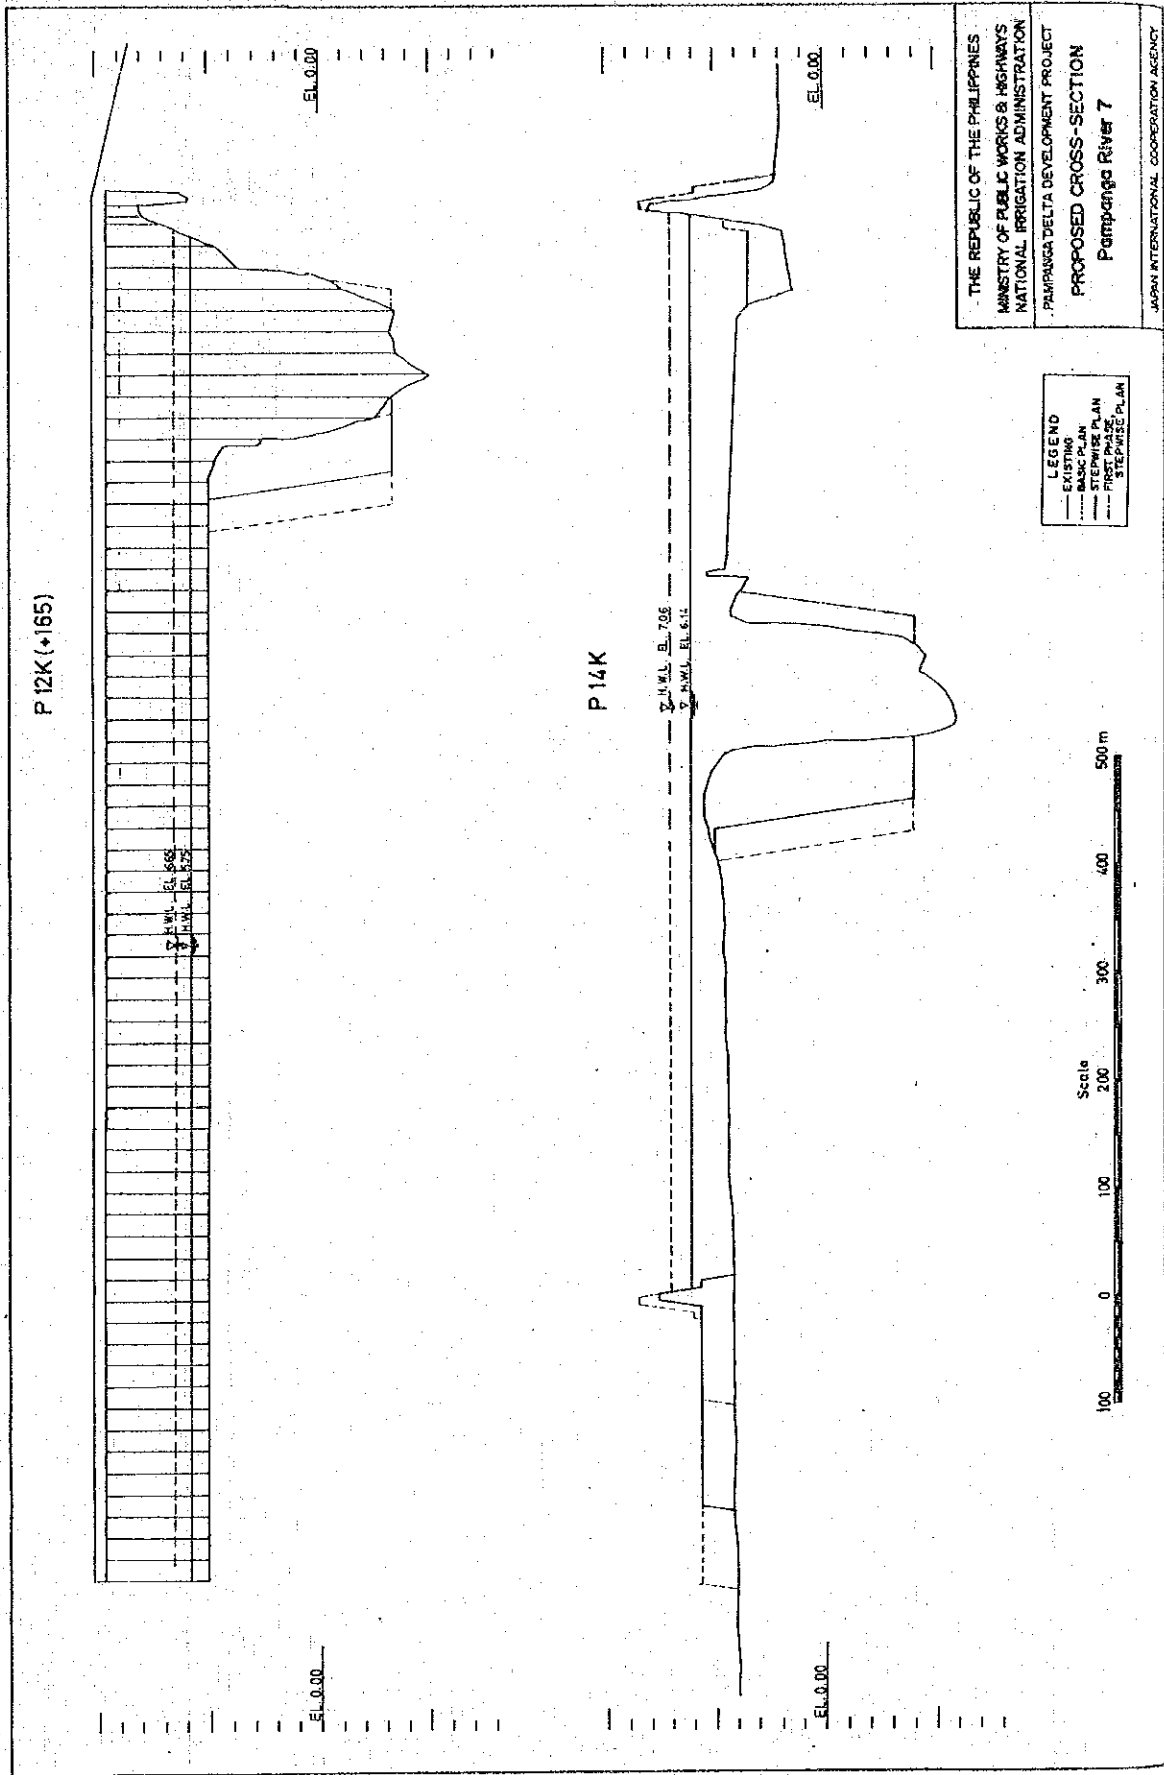 P 12K (+165)
EL. 0.00
EL. 0.00
H.W.L. EL. 6.65
H.W.L. EL. 5.75
P 14K
EL. 0.00
EL. 0.00
H.W.L. EL. 7.06
H.W.L. EL. 6.14
Scale
100 0 100 200 300 400 500 m
LEGEND
EXISTING
BASIC PLAN
STEPWISE PLAN
FIRST PHASE,
STEPWISE PLAN
THE REPUBLIC OF THE PHILIPPINES
MINISTRY OF PUBLIC WORKS & HIGHWAYS
NATIONAL IRRIGATION ADMINISTRATION
PAMPANGA DELTA DEVELOPMENT PROJECT
PROPOSED CROSS-SECTION
Pampanga River 7
JAPAN INTERNATIONAL COOPERATION AGENCY